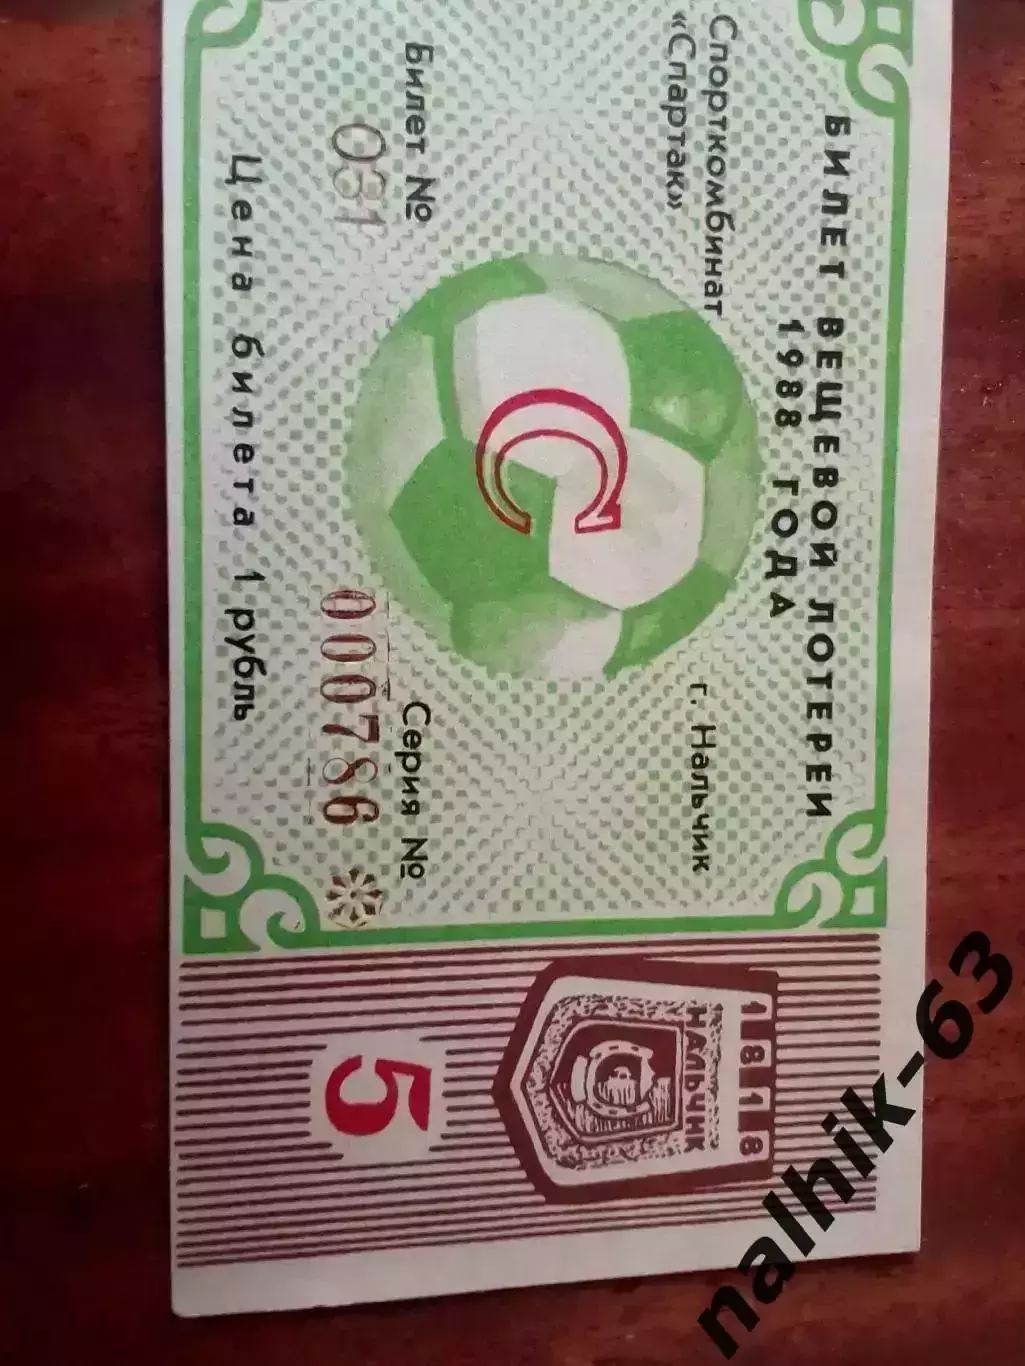 БИЛЕТ ВЕЩЕВОЙ ЛОТЕРЕИ
1988 ГОДА
Спорткомбинат
«Спартак»
г. Нальчик
С
Билет №
031
Серия №
000786
Цена билета 1 рубль
1818
НАЛЬЧИК
5
nalhik-63